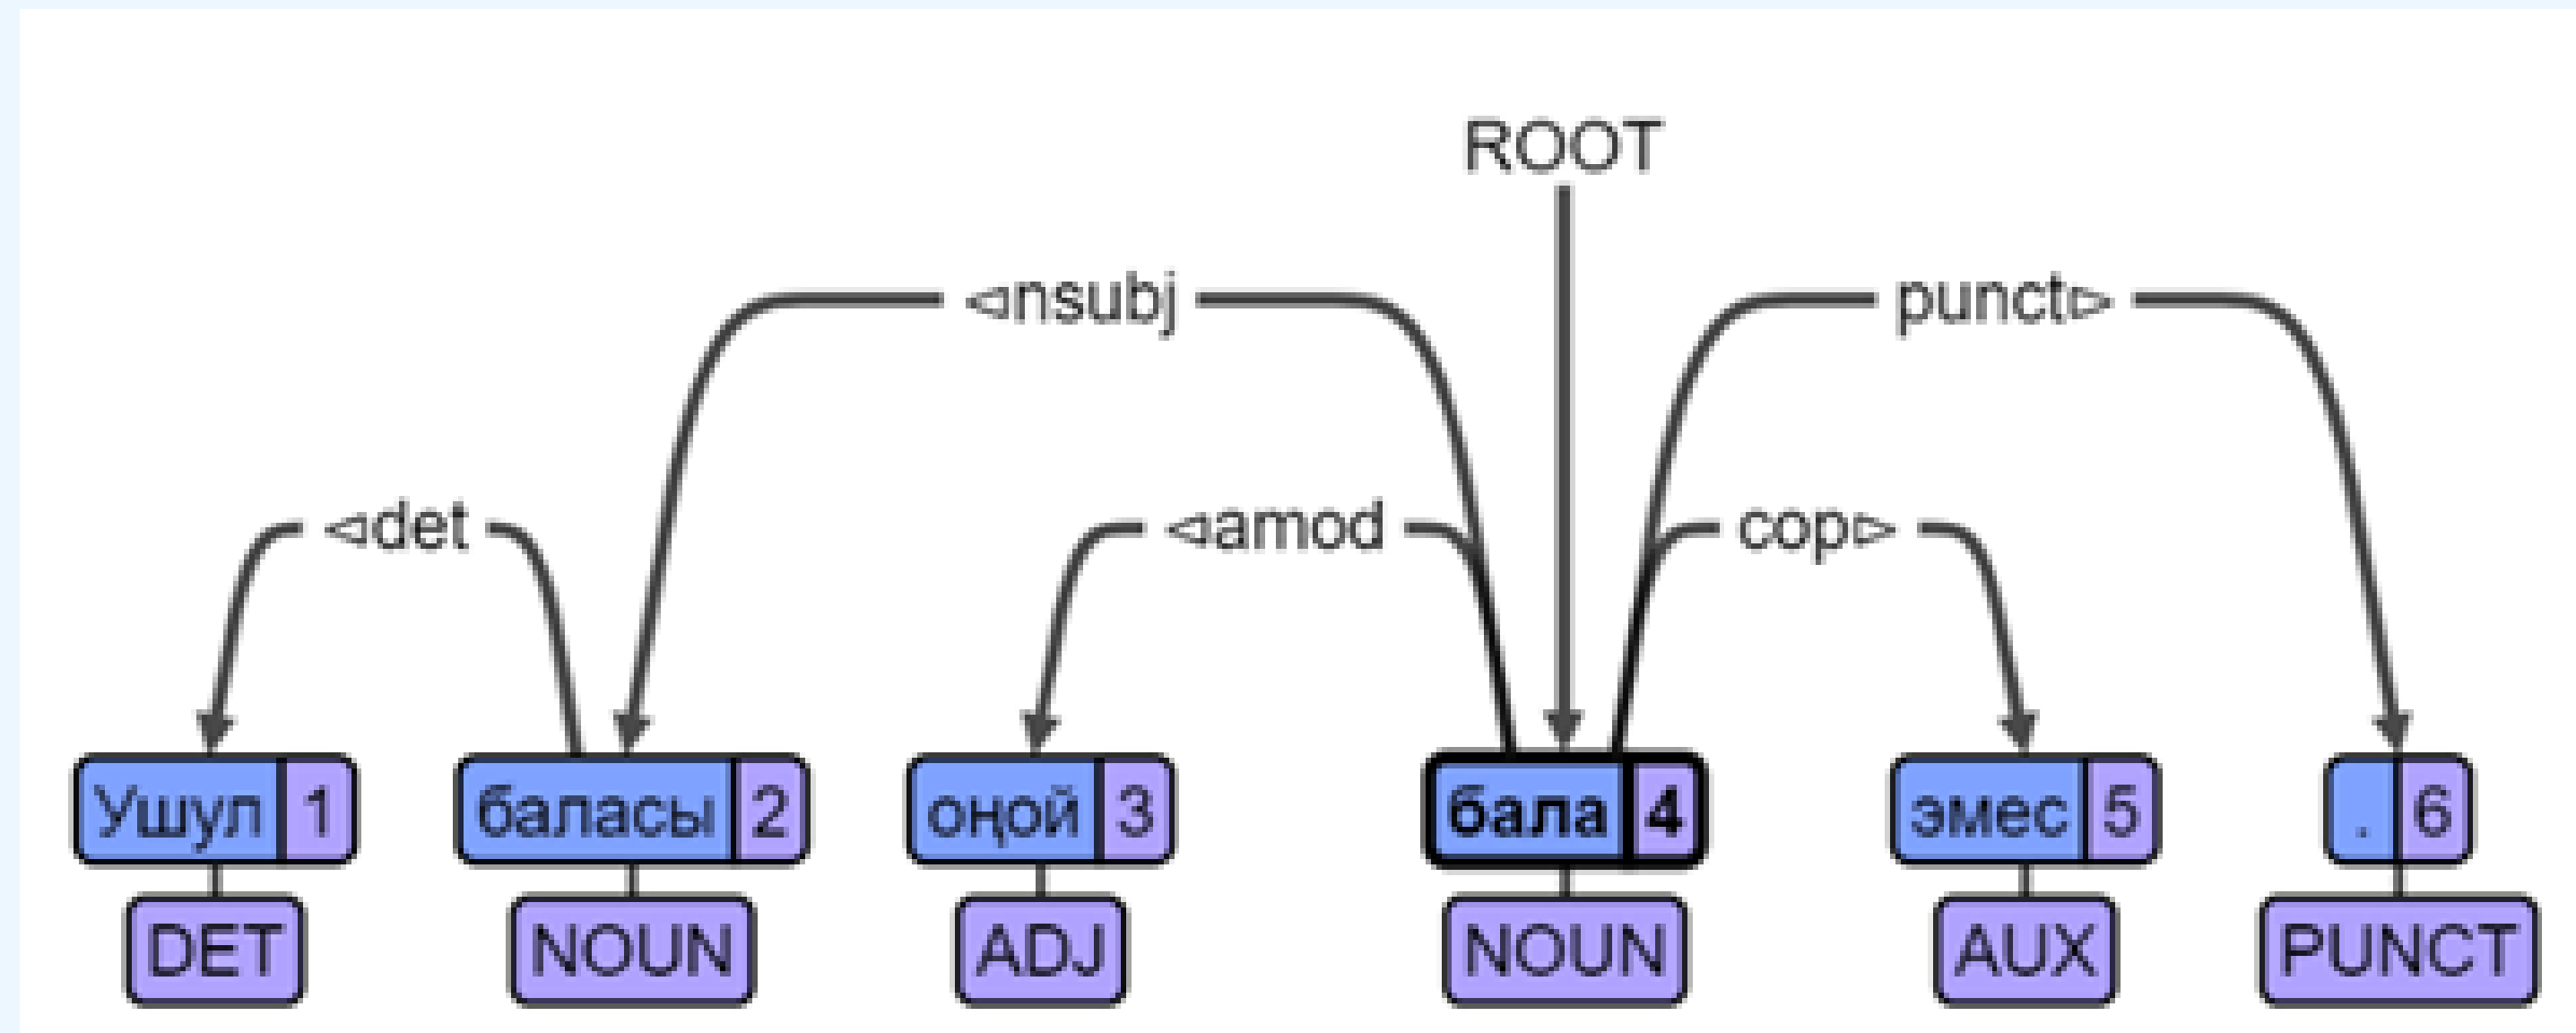 ROOT
◁nsubj punct▷
◁det ◁amod cop▷
Ушул 1 баласы 2 оңой 3 бала 4 эмес 5 . 6
DET NOUN ADJ NOUN AUX PUNCT